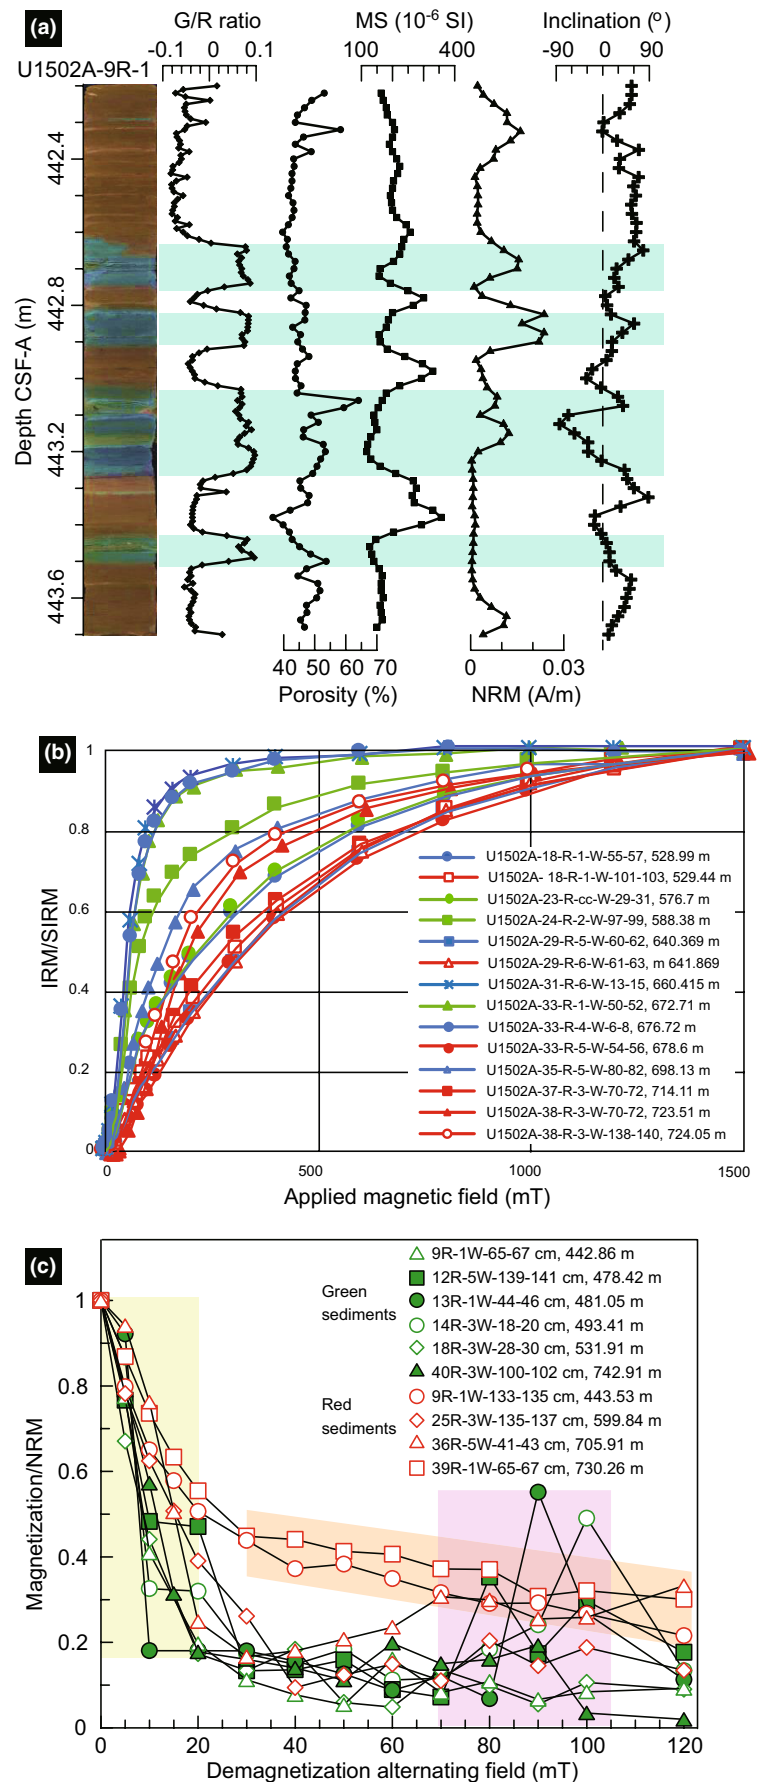 (a)
G/R ratio
MS (10-6 SI)
Inclination (o)
-0.1 0 0.1
100 400
-90 0 90
U1502A-9R-1
Depth CSF-A (m)
442.4
442.8
443.2
443.6
40 50 60 70
Porosity (%)
0 0.03
NRM (A/m)
(b)
IRM/SIRM
1
0.8
0.6
0.4
0.2
0
U1502A-18-R-1-W-55-57, 528.99 m
U1502A- 18-R-1-W-101-103, 529.44 m
U1502A-23-R-cc-W-29-31, 576.7 m
U1502A-24-R-2-W-97-99, 588.38 m
U1502A-29-R-5-W-60-62, 640.369 m
U1502A-29-R-6-W-61-63, m 641.869
U1502A-31-R-6-W-13-15, 660.415 m
U1502A-33-R-1-W-50-52, 672.71 m
U1502A-33-R-4-W-6-8, 676.72 m
U1502A-33-R-5-W-54-56, 678.6 m
U1502A-35-R-5-W-80-82, 698.13 m
U1502A-37-R-3-W-70-72, 714.11 m
U1502A-38-R-3-W-70-72, 723.51 m
U1502A-38-R-3-W-138-140, 724.05 m
0 500 1000 1500
Applied magnetic field (mT)
(c)
Magnetization/NRM
1
0.8
0.6
0.4
0.2
0
Green
sediments
9R-1W-65-67 cm, 442.86 m
12R-5W-139-141 cm, 478.42 m
13R-1W-44-46 cm, 481.05 m
14R-3W-18-20 cm, 493.41 m
18R-3W-28-30 cm, 531.91 m
40R-3W-100-102 cm, 742.91 m
Red
sediments
9R-1W-133-135 cm, 443.53 m
25R-3W-135-137 cm, 599.84 m
36R-5W-41-43 cm, 705.91 m
39R-1W-65-67 cm, 730.26 m
0 20 40 60 80 100 120
Demagnetization alternating field (mT)